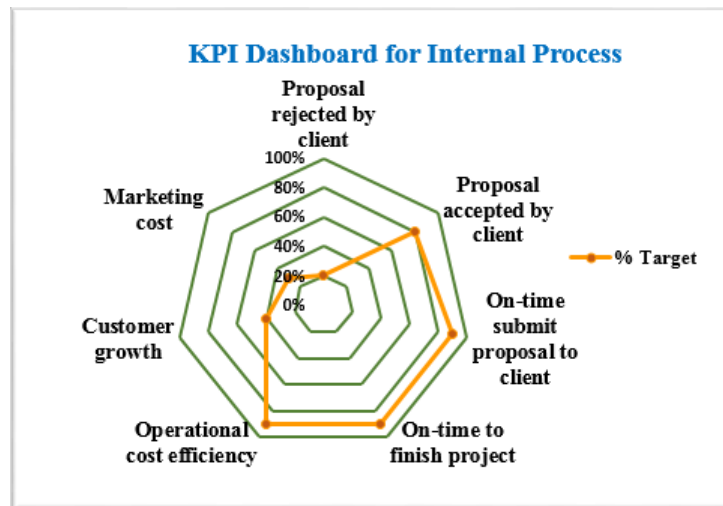 KPI Dashboard for Internal Process
Proposal
rejected by
client
100%
80%
60%
40%
20%
0%
Proposal
accepted by
client
On-time
submit
proposal to
client
On-time to
finish project
Operational
cost efficiency
Customer
growth
Marketing
cost
% Target